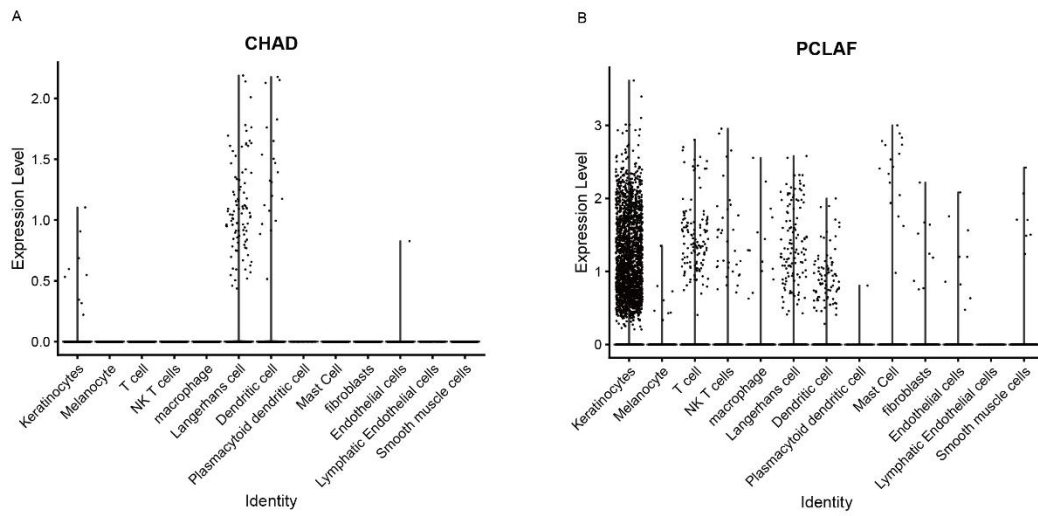 A
CHAD
Expression Level
2.0
1.5
1.0
0.5
0.0
Keratinocytes
Melanocyte
T cell
NK T cells
macrophage
Langerhans cell
Dendritic cell
Plasmacytoid dendritic cell
Mast Cell
fibroblasts
Endothelial cells
Lymphatic Endothelial cells
Smooth muscle cells
Identity
B
PCLAF
Expression Level
3
2
1
0
Keratinocytes
Melanocyte
T cell
NK T cells
macrophage
Langerhans cell
Dendritic cell
Plasmacytoid dendritic cell
Mast Cell
fibroblasts
Endothelial cells
Lymphatic Endothelial cells
Smooth muscle cells
Identity